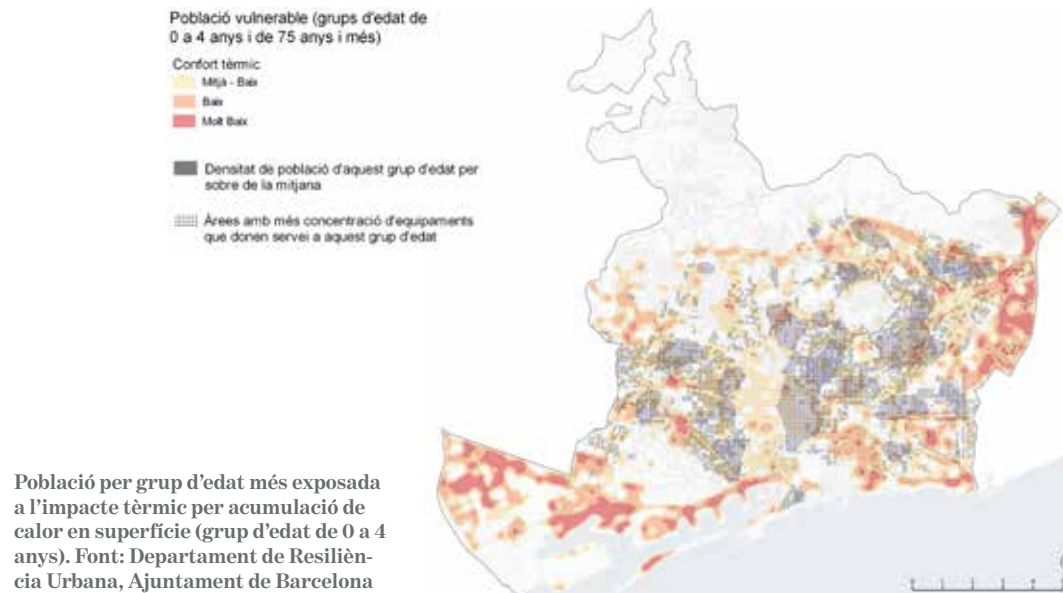 Població vulnerable (grups d'edat de
0 a 4 anys i de 75 anys i més)
Confort tèrmic
Mitjà - Baix
Baix
Molt Baix
Densitat de població d'aquest grup d'edat per
sobre de la mitjana
Àrees amb més concentració d'equipaments
que donen servei a aquest grup d'edat
Població per grup d'edat més exposada
a l'impacte tèrmic per acumulació de
calor en superfície (grup d'edat de 0 a 4
anys). Font: Departament de Resilièn-
cia Urbana, Ajuntament de Barcelona